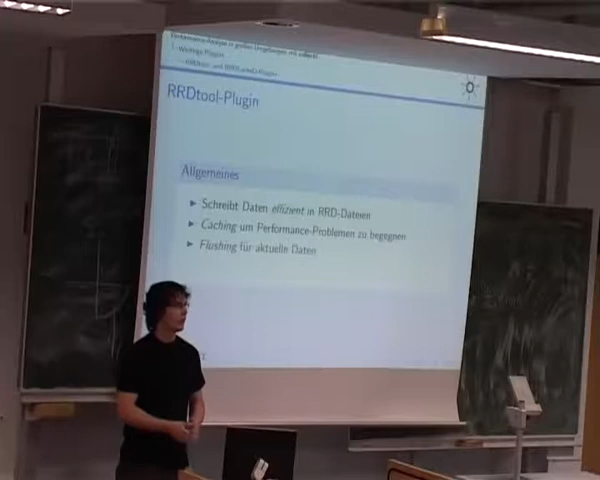 Performance-Analyse in großen Umgebungen mit collectd
Wichtige Plugins
RRDtool- und RRDCacheD-Plugin
RRDtool-Plugin
Allgemeines
▶ Schreibt Daten effizient in RRD-Dateien
▶ Caching um Performance-Problemen zu begegnen
▶ Flushing für aktuelle Daten